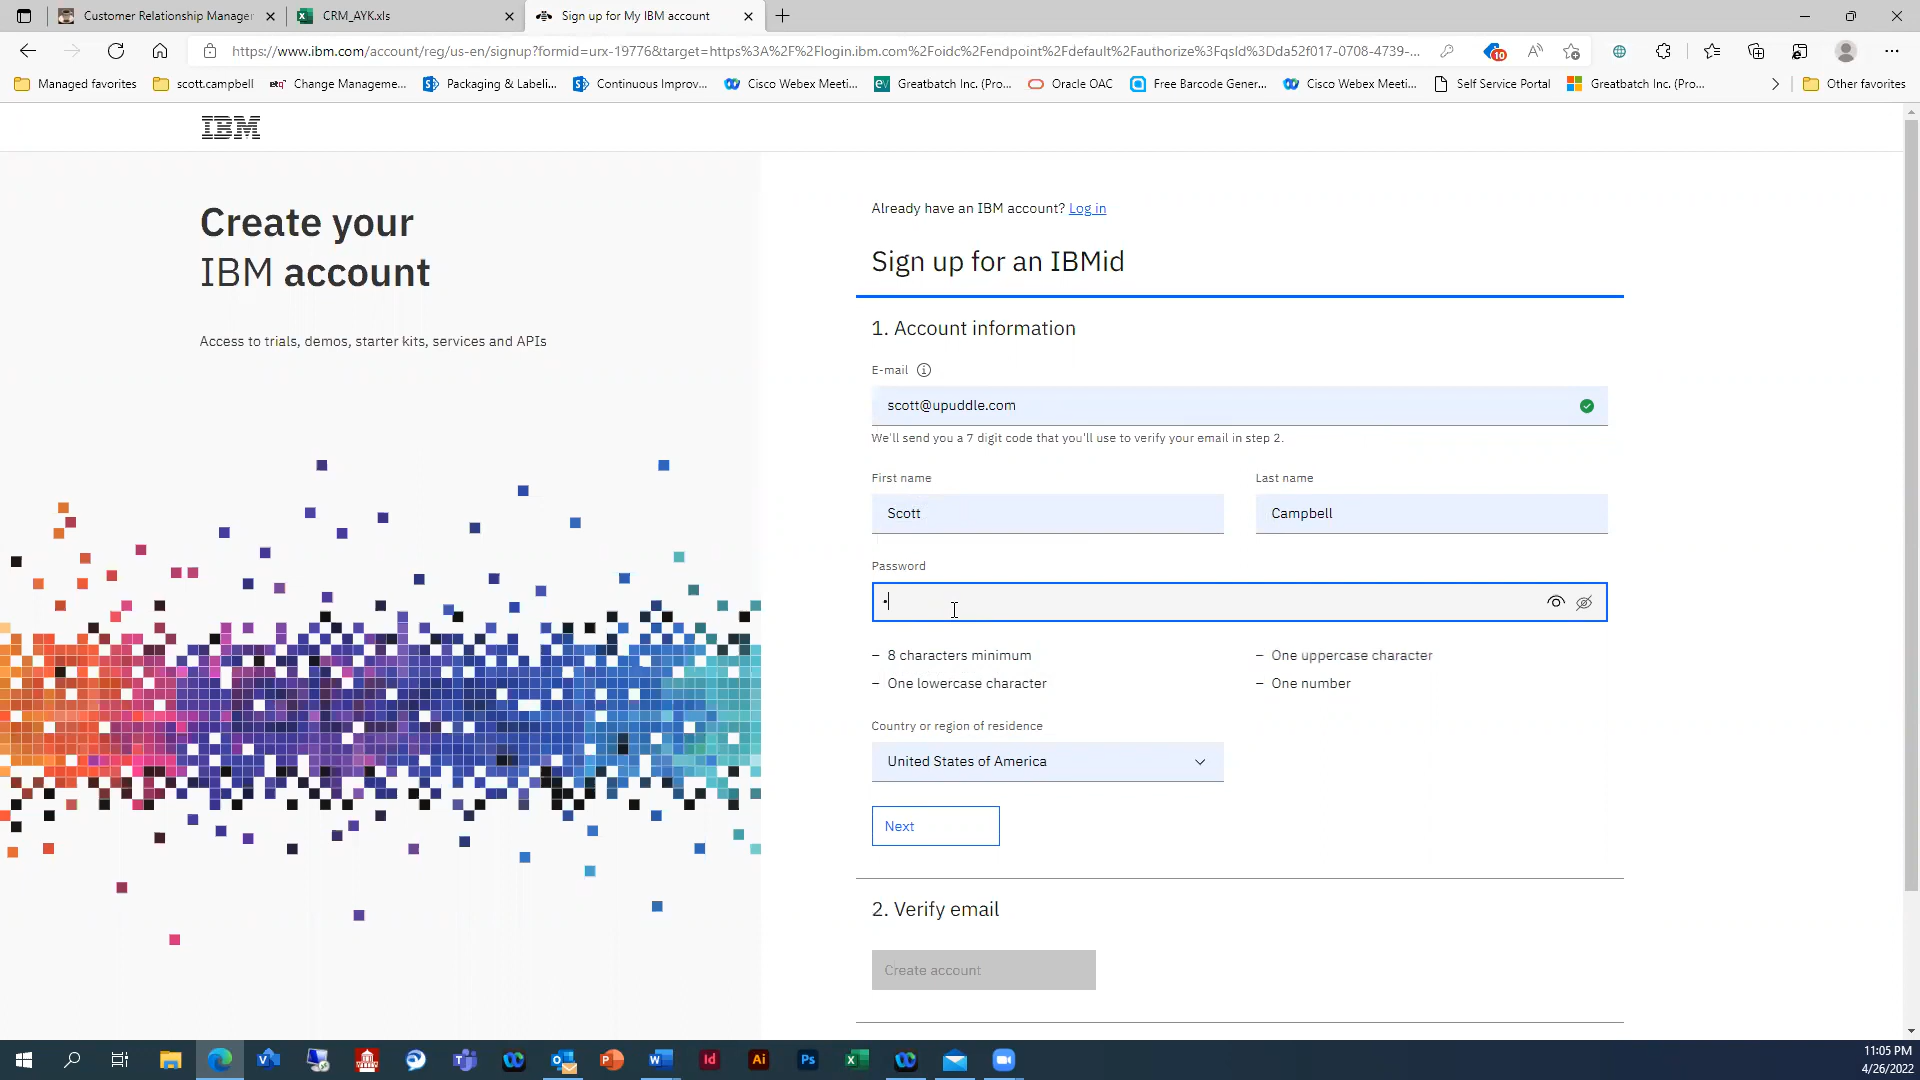 Customer Relationship Manager
CRM_AYK.xls
Sign up for My IBM account
https://www.ibm.com/account/reg/us-en/signup?formid=urx-19776&target=https%3A%2F%2Flogin.ibm.com%2Foidc%2Fendpoint%2Fdefault%2Fauthorize%3FqsId%3Dda52f017-0708-4739-...
10
Managed favorites
scott.campbell
etq Change Manageme...
Packaging & Labeli...
Continuous Improv...
Cisco Webex Meeti...
Greatbatch Inc. (Pro...
Oracle OAC
Free Barcode Gener...
Cisco Webex Meeti...
Self Service Portal
Greatbatch Inc. (Pro...
Other favorites
IBM
Create your
IBM account
Access to trials, demos, starter kits, services and APIs
Already have an IBM account? Log in
Sign up for an IBMid
1. Account information
E-mail
scott@upuddle.com
We'll send you a 7 digit code that you'll use to verify your email in step 2.
First name
Last name
Scott
Campbell
Password
– 8 characters minimum
– One uppercase character
– One lowercase character
– One number
Country or region of residence
United States of America
Next
2. Verify email
Create account
Id
Ai
Ps
11:05 PM
4/26/2022